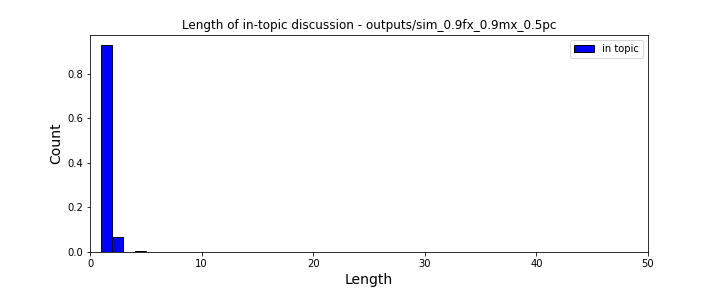 Length of in-topic discussion - outputs/sim_0.9fx_0.9mx_0.5pc
in topic
Count
0.8
0.6
0.4
0.2
0.0
0 10 20 30 40 50
Length